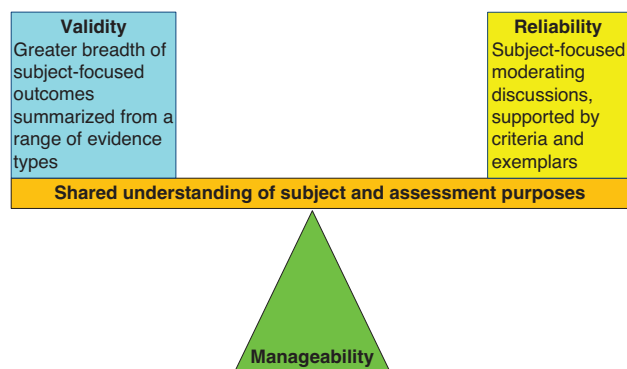 Validity
Greater breadth of
subject-focused
outcomes
summarized from a
range of evidence
types
Reliability
Subject-focused
moderating
discussions,
supported by
criteria and
exemplars
Shared understanding of subject and assessment purposes
Manageability